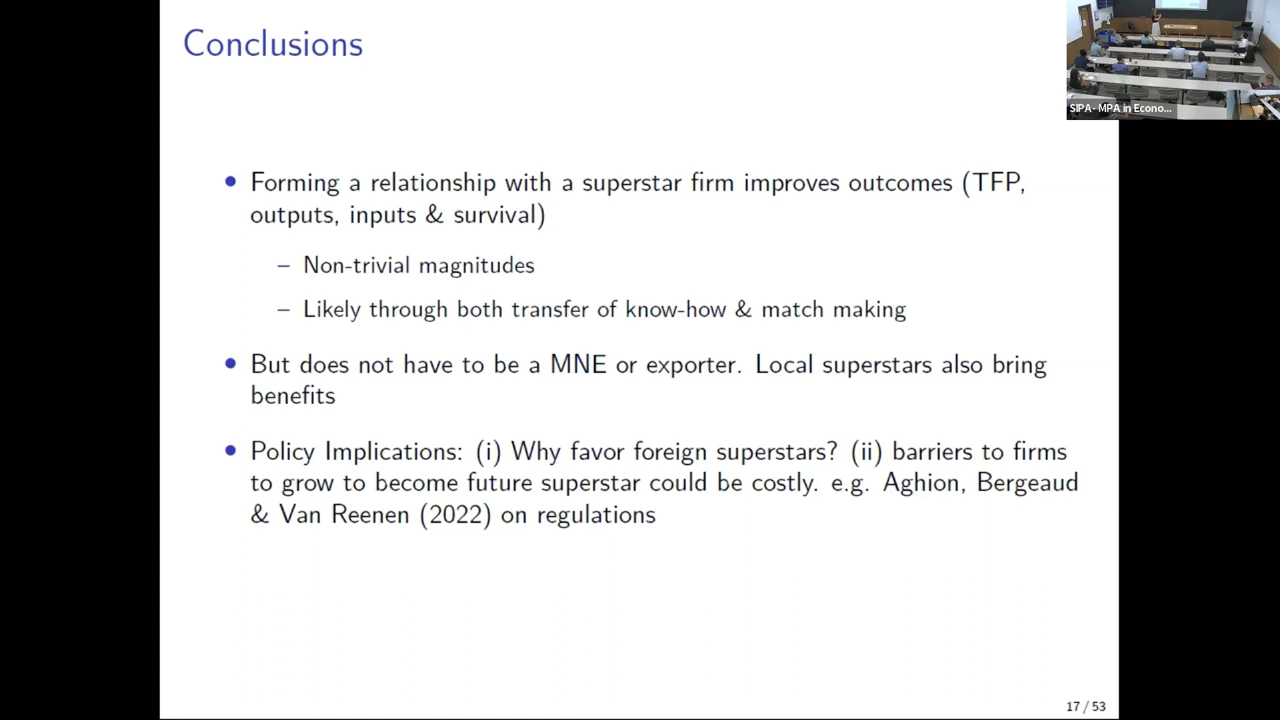 Conclusions
SIPA- MPA in Econo...
• Forming a relationship with a superstar firm improves outcomes (TFP,
outputs, inputs & survival)
– Non-trivial magnitudes
– Likely through both transfer of know-how & match making
• But does not have to be a MNE or exporter. Local superstars also bring
benefits
• Policy Implications: (i) Why favor foreign superstars? (ii) barriers to firms
to grow to become future superstar could be costly. e.g. Aghion, Bergeaud
& Van Reenen (2022) on regulations
17 / 53